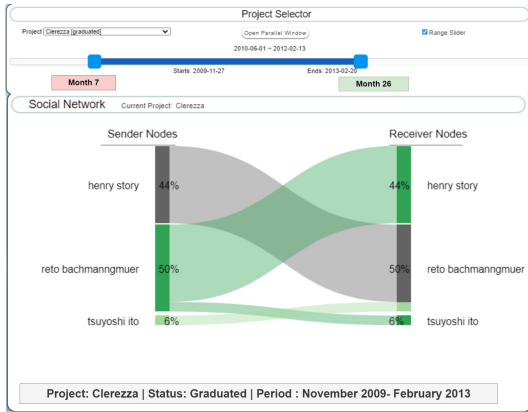 Project Selector
Project Clerezza [graduated] Open Parallel Window Range Slider
2010-06-01 ~ 2012-02-13
Starts: 2009-11-27 Ends: 2013-02-20
Month 7 Month 26
Social Network Current Project: Clerezza
Sender Nodes Receiver Nodes
henry story 44% 44% henry story
reto bachmanngmuer 50% 50% reto bachmanngmuer
tsuyoshi ito 6% 6% tsuyoshi ito
Project: Clerezza | Status: Graduated | Period : November 2009- February 2013